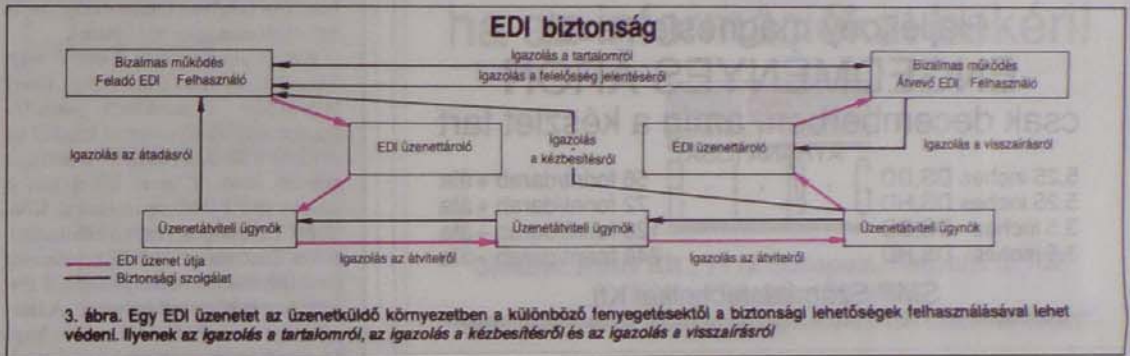 EDI biztonság
Bizalmas működés
Feladó EDI Felhasználó
Igazolás a tartalomról
Igazolás a felelősség jelentéséről
Bizalmas működés
Átvevő EDI Felhasználó
Igazolás az átadásról
EDI üzenettároló
Igazolás
a kézbesítésről
EDI üzenettároló
Igazolás a visszaírásról
Üzenetátviteli ügynök
Üzenetátviteli ügynök
Üzenetátviteli ügynök
EDI üzenet útja
Biztonsági szolgálat
Igazolás az átvitelről
Igazolás az átvitelről
3. ábra. Egy EDI üzenetet az üzenetküldő környezetben a különböző fenyegetésektől a biztonsági lehetőségek felhasználásával lehet
védeni. Ilyenek az igazolás a tartalomról, az igazolás a kézbesítésről és az igazolás a visszaírásról